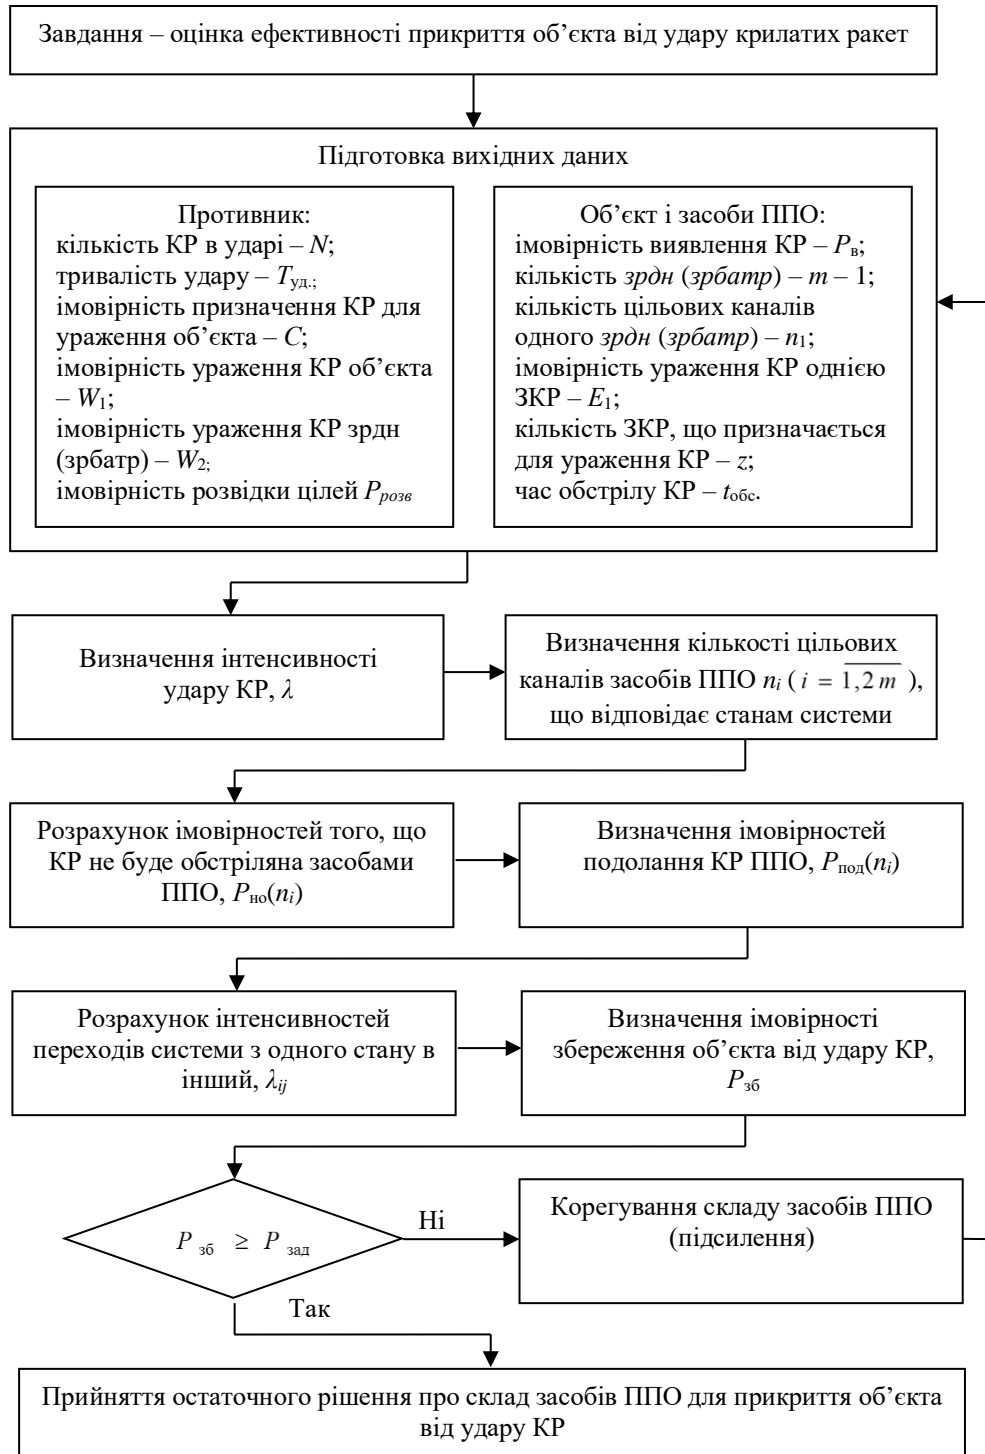 Завдання – оцінка ефективності прикриття об’єкта від удару крилатих ракет
Підготовка вихідних даних
Противник:
кількість КР в ударі – N;
тривалість удару – Tуд.;
імовірність призначення КР для
ураження об’єкта – C;
імовірність ураження КР об’єкта
– W1;
імовірність ураження КР зрдн
(зрбатр) – W2;
імовірність розвідки цілей Pрозв
Об’єкт і засоби ППО:
імовірність виявлення КР – Pв;
кількість зрдн (зрбатр) – m – 1;
кількість цільових каналів
одного зрдн (зрбатр) – n1;
імовірність ураження КР однією
ЗКР – E1;
кількість ЗКР, що призначається
для ураження КР – z;
час обстрілу КР – tобс.
Визначення інтенсивності
удару КР, λ
Визначення кількості цільових
каналів засобів ППО ni ( i = 1,2 m ),
що відповідає станам системи
Розрахунок імовірностей того, що
КР не буде обстріляна засобами
ППО, Pно(ni)
Визначення імовірностей
подолання КР ППО, Pпод(ni)
Розрахунок інтенсивностей
переходів системи з одного стану в
інший, λij
Визначення імовірності
збереження об’єкта від удару КР,
Pзб
P зб ≥ P зад
Ні
Корегування складу засобів ППО
(підсилення)
Так
Прийняття остаточного рішення про склад засобів ППО для прикриття об’єкта
від удару КР